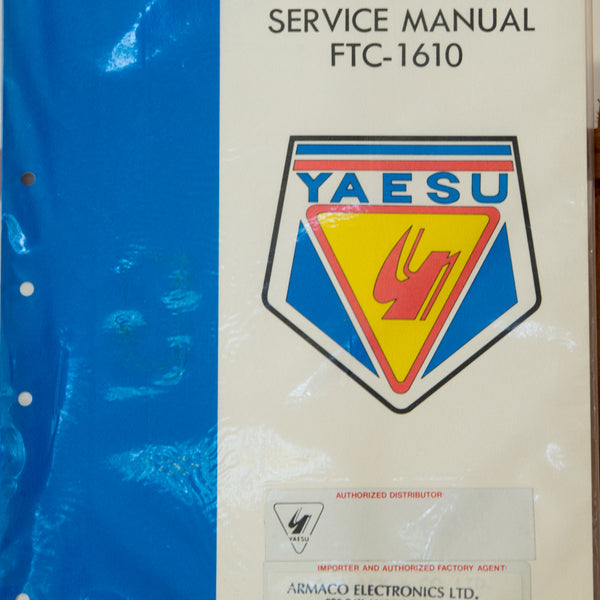 SERVICE MANUAL
FTC-1610
YAESU
AUTHORIZED DISTRIBUTOR
YAESU
IMPORTER AND AUTHORIZED FACTORY AGENT:
ARMACO ELECTRONICS LTD.